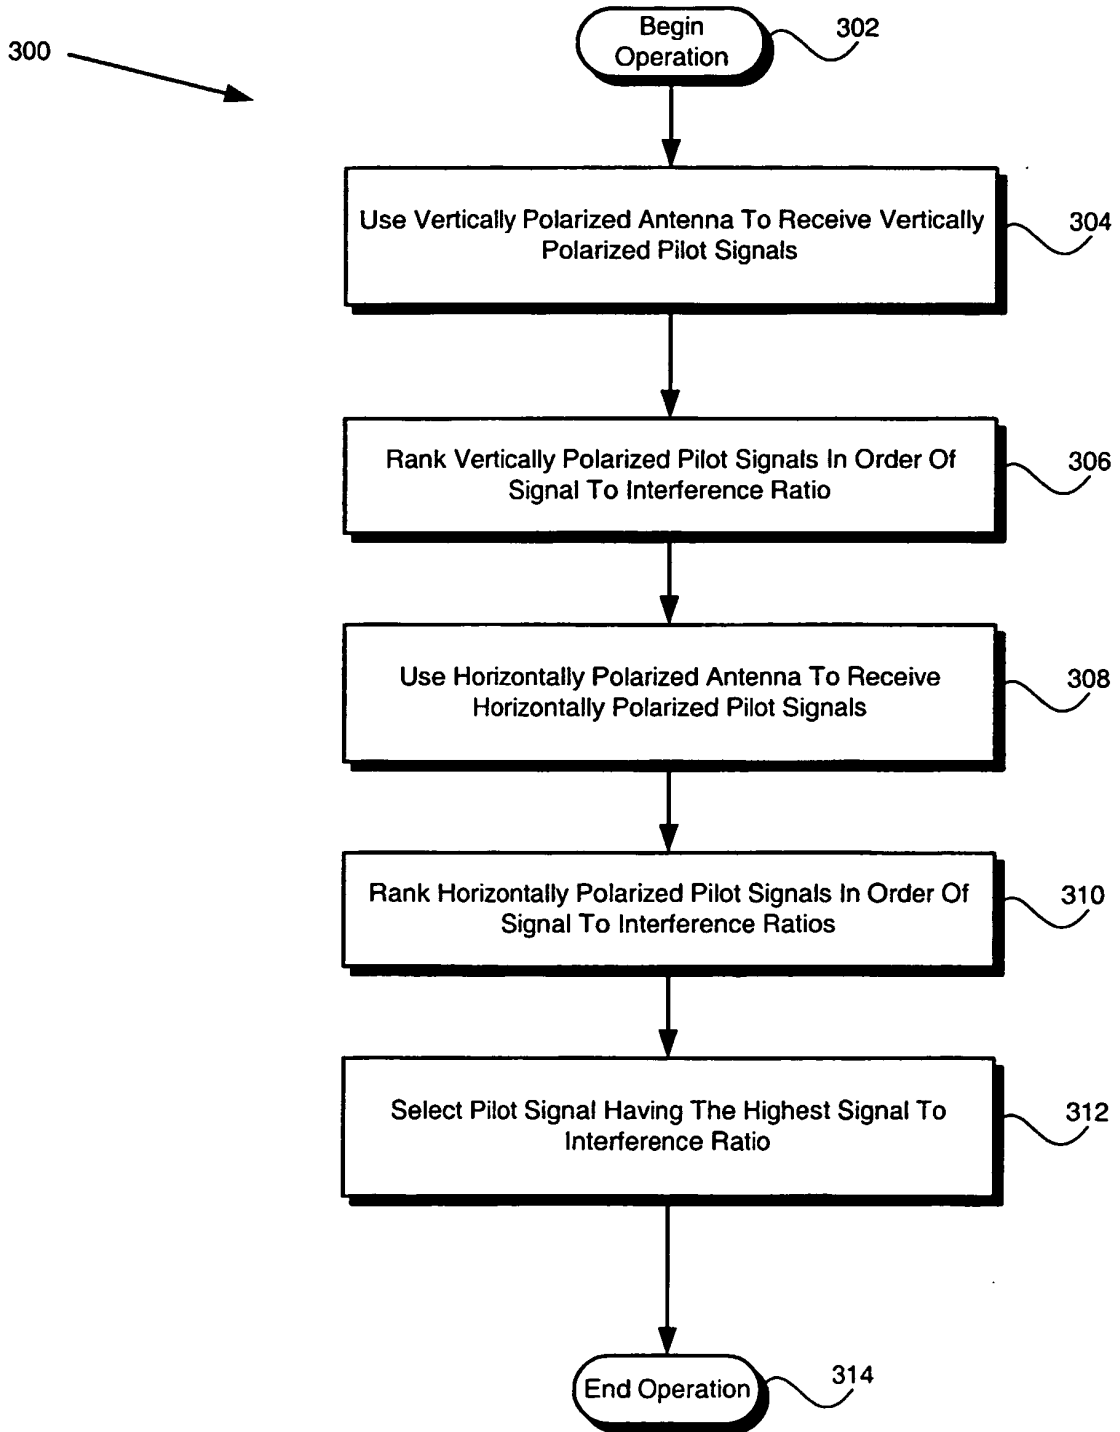 300
Begin
Operation
302
Use Vertically Polarized Antenna To Receive Vertically
Polarized Pilot Signals
304
Rank Vertically Polarized Pilot Signals In Order Of
Signal To Interference Ratio
306
Use Horizontally Polarized Antenna To Receive
Horizontally Polarized Pilot Signals
308
Rank Horizontally Polarized Pilot Signals In Order Of
Signal To Interference Ratios
310
Select Pilot Signal Having The Highest Signal To
Interference Ratio
312
End Operation
314